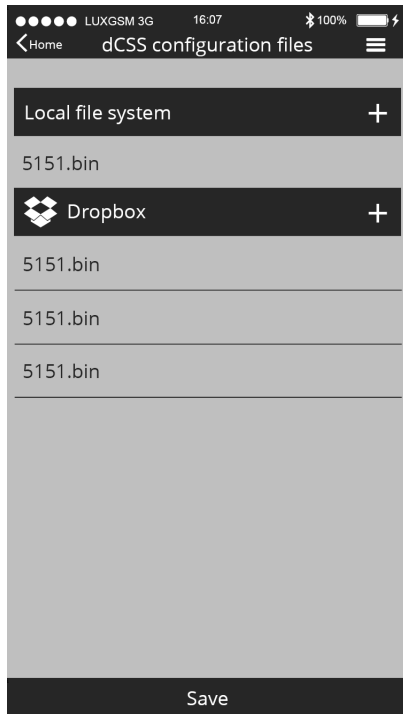 LUXGSM 3G 16:07 100%
Home dCSS configuration files
Local file system +
5151.bin
Dropbox +
5151.bin
5151.bin
5151.bin
Save